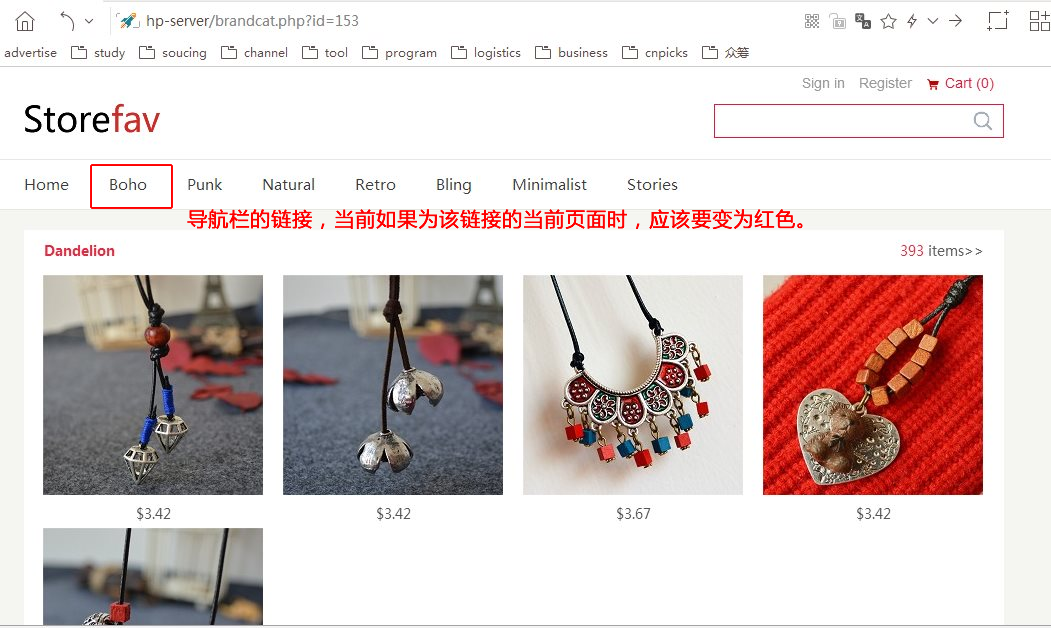 hp-server/brandcat.php?id=153
advertise study soucing channel tool program logistics business cnpicks 众筹
Sign in Register Cart (0)
Storefav
Home Boho Punk Natural Retro Bling Minimalist Stories
导航栏的链接，当前如果为该链接的当前页面时，应该要变为红色。
Dandelion 393 items>>
$3.42 $3.42 $3.67 $3.42